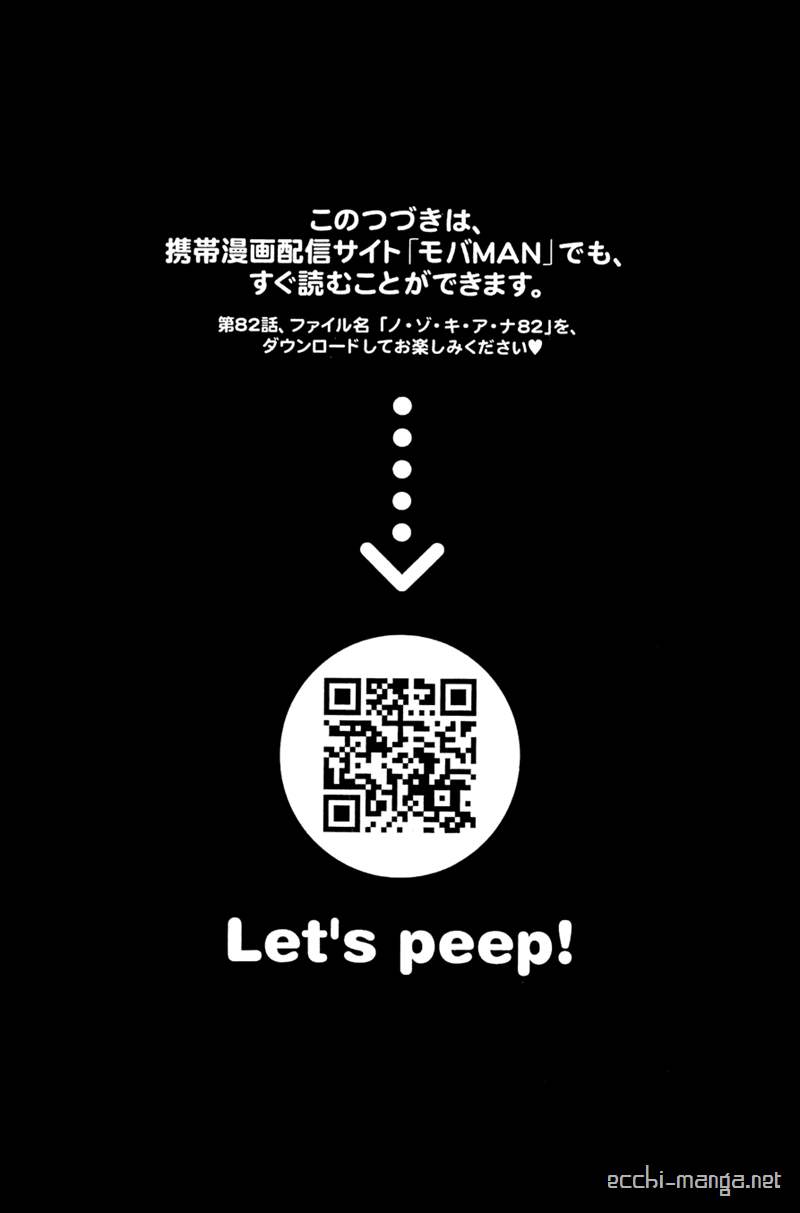 このつづきは、
携帯漫画配信サイト「モバMAN」でも、
すぐ読むことができます。
第82話、ファイル名「ノ・ゾ・キ・ア・ナ82」を、
ダウンロードしてお楽しみください♥
Let's peep!
ecchi-manga.net